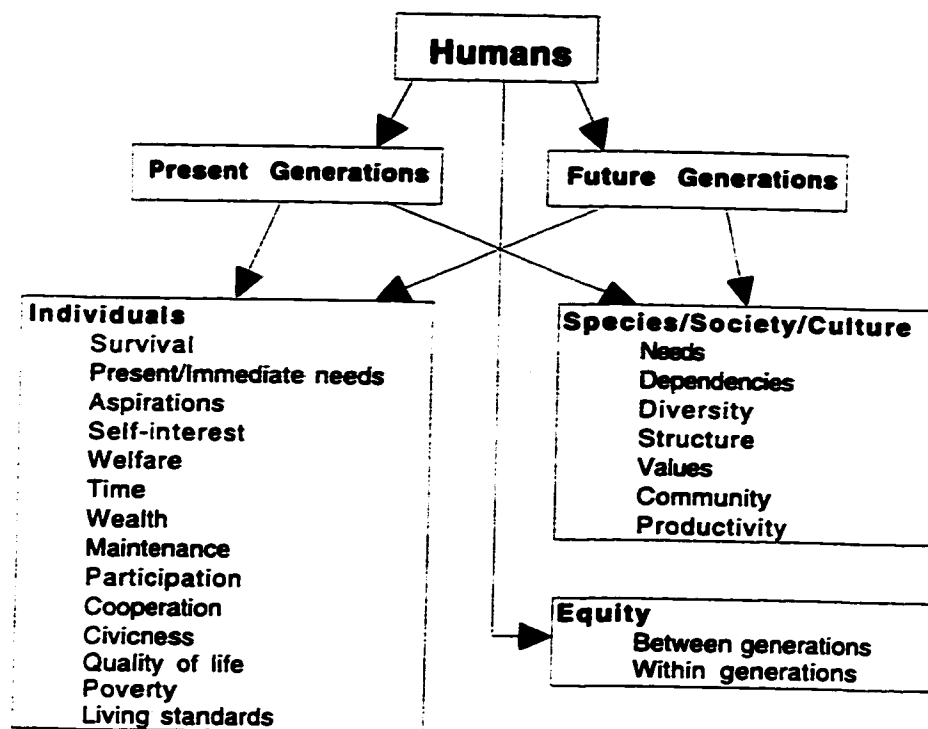 Humans
Present Generations
Future Generations
Individuals
Survival
Present/Immediate needs
Aspirations
Self-interest
Welfare
Time
Wealth
Maintenance
Participation
Cooperation
Civicness
Quality of life
Poverty
Living standards
Species/Society/Culture
Needs
Dependencies
Diversity
Structure
Values
Community
Productivity
Equity
Between generations
Within generations